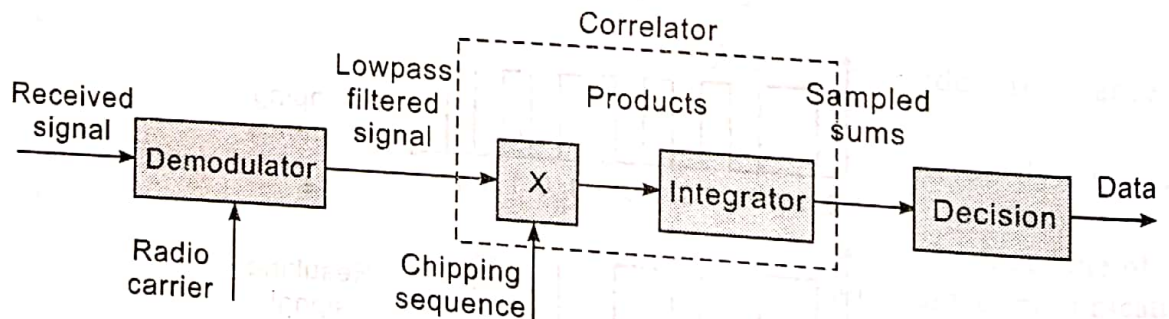 Correlator
Lowpass
filtered
signal
Received
signal
Products
Sampled
sums
Demodulator
X
Integrator
Decision
Data
Radio
carrier
Chipping
sequence